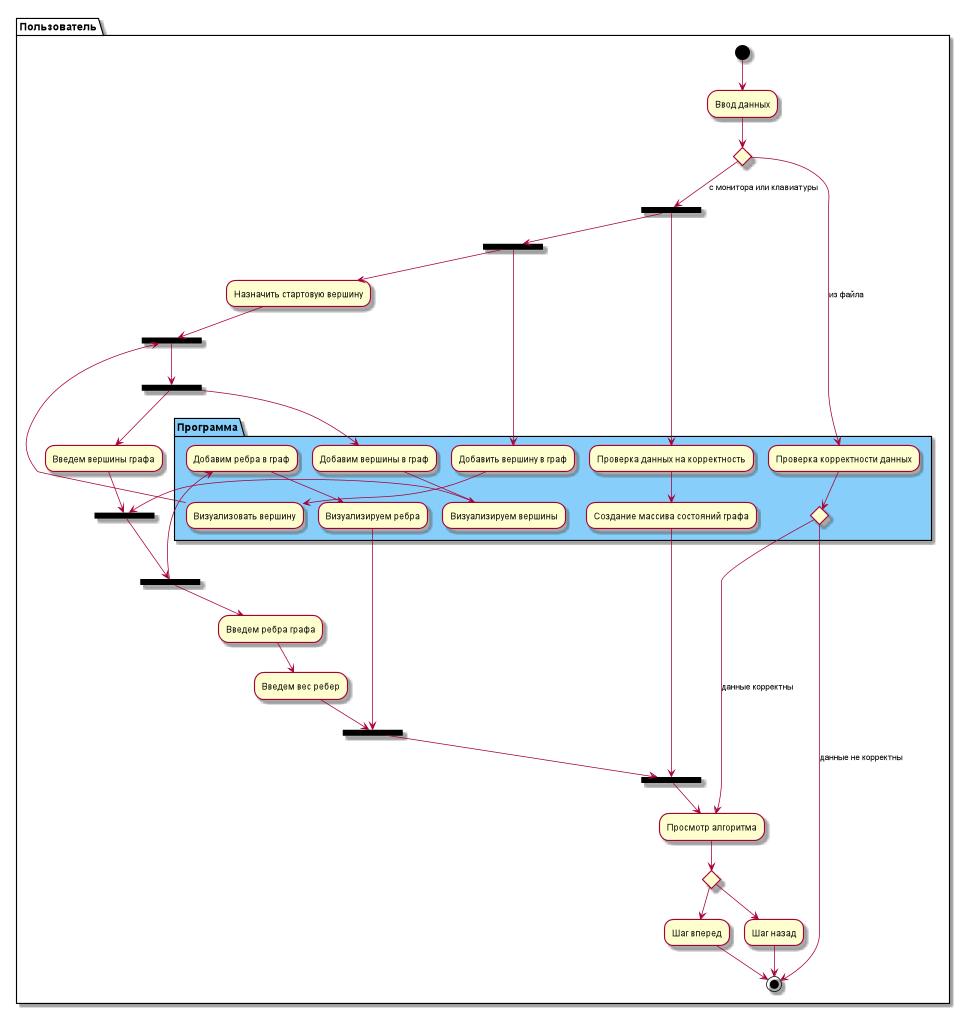 Пользователь
Ввод данных
с монитора или клавиатуры
Назначить стартовую вершину
из файла
Программа
Введем вершины графа
Добавим ребра в граф
Добавим вершины в граф
Добавить вершину в граф
Проверка данных на корректность
Проверка корректности данных
Визуализовать вершину
Визуализируем ребра
Визуализируем вершины
Создание массива состояний графа
Введем ребра графа
Введем вес ребер
данные корректны
данные не корректны
Просмотр алгоритма
Шаг вперед
Шаг назад